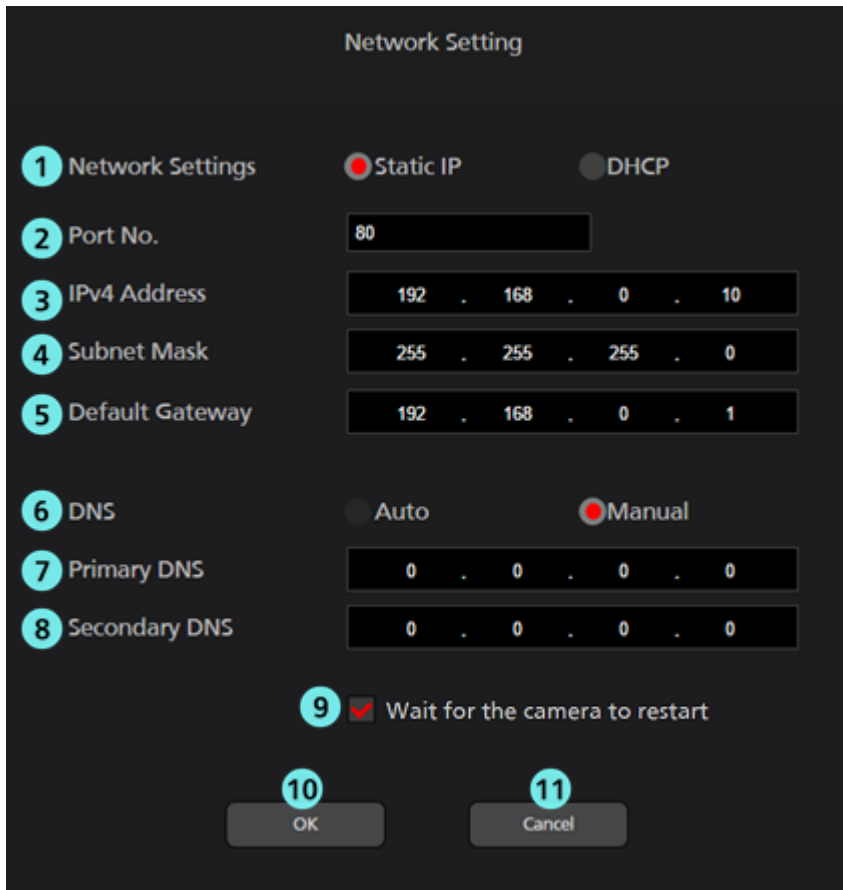 Network Setting
1 Network Settings Static IP DHCP
2 Port No. 80
3 IPv4 Address 192 . 168 . 0 . 10
4 Subnet Mask 255 . 255 . 255 . 0
5 Default Gateway 192 . 168 . 0 . 1
6 DNS Auto Manual
7 Primary DNS 0 . 0 . 0 . 0
8 Secondary DNS 0 . 0 . 0 . 0
9 Wait for the camera to restart
10 11
OK Cancel